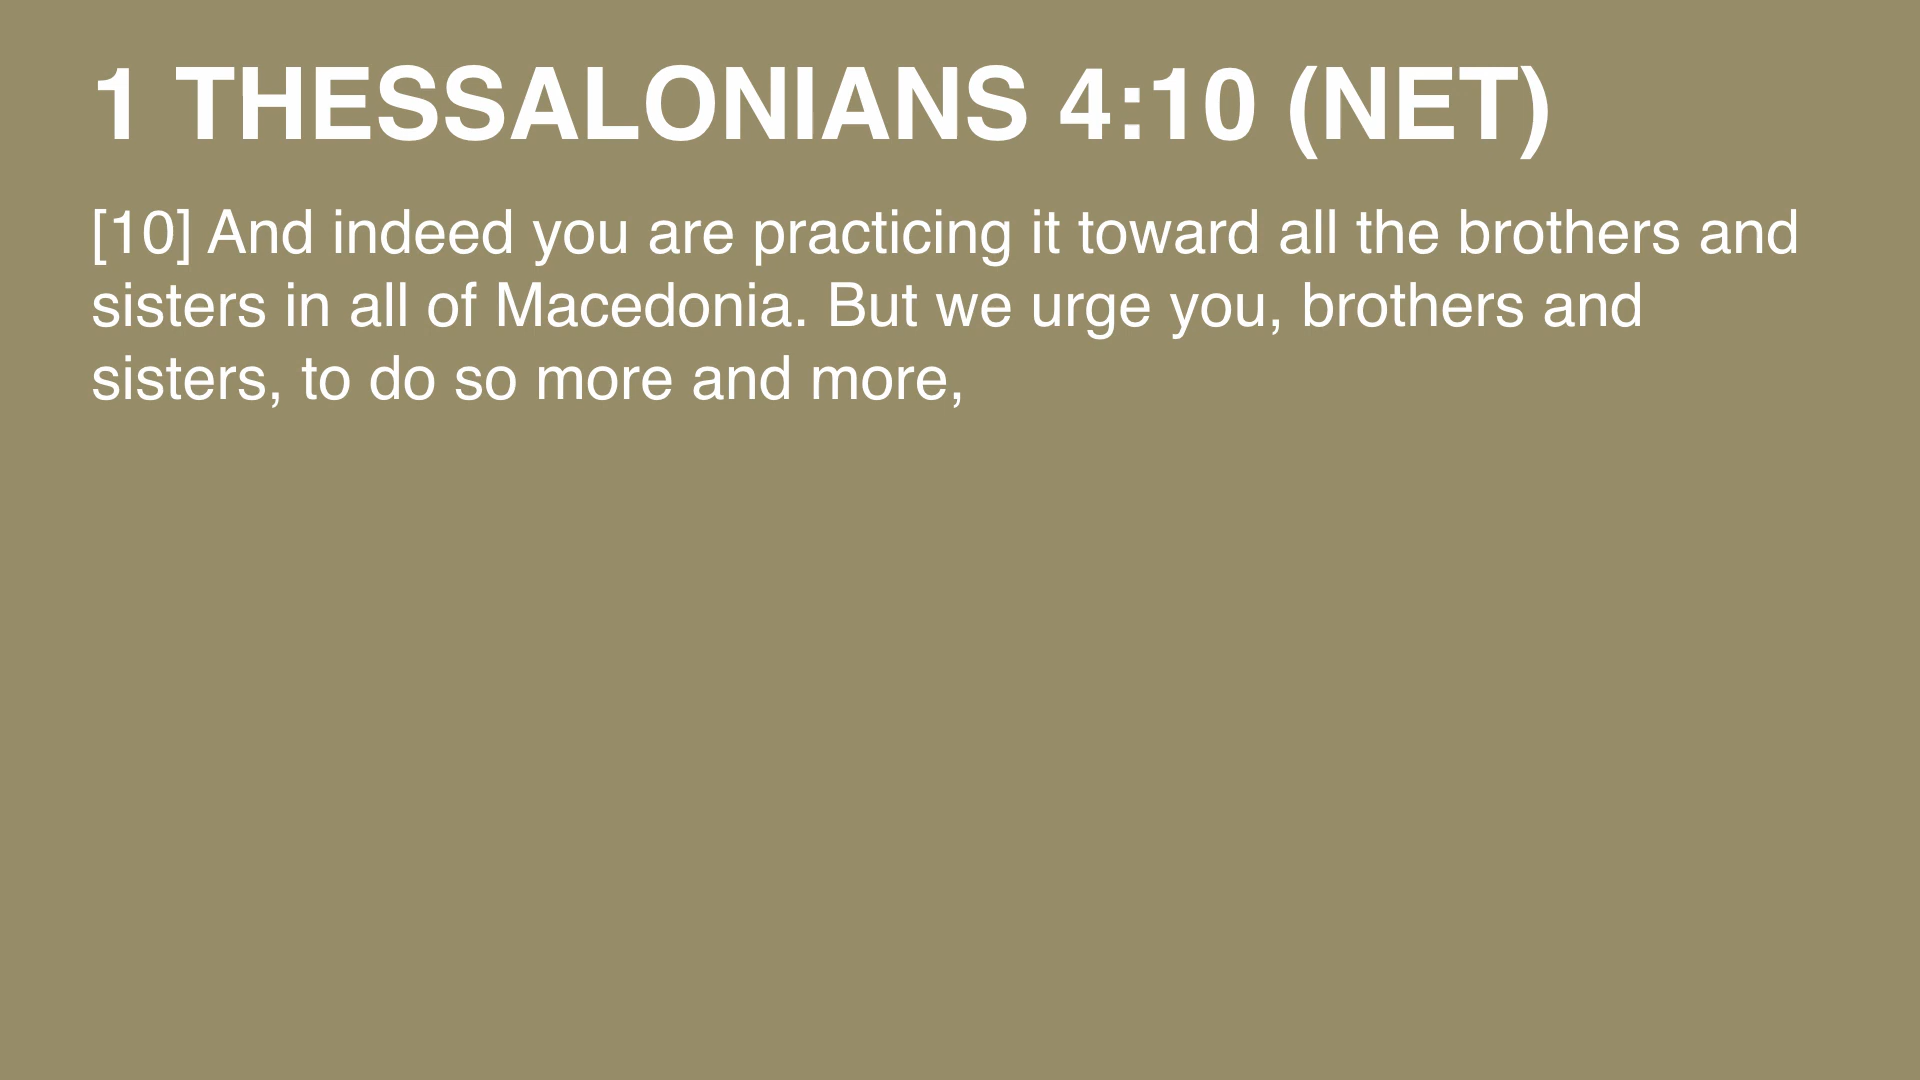 1 THESSALONIANS 4:10 (NET)
[10] And indeed you are practicing it toward all the brothers and
sisters in all of Macedonia. But we urge you, brothers and
sisters, to do so more and more,